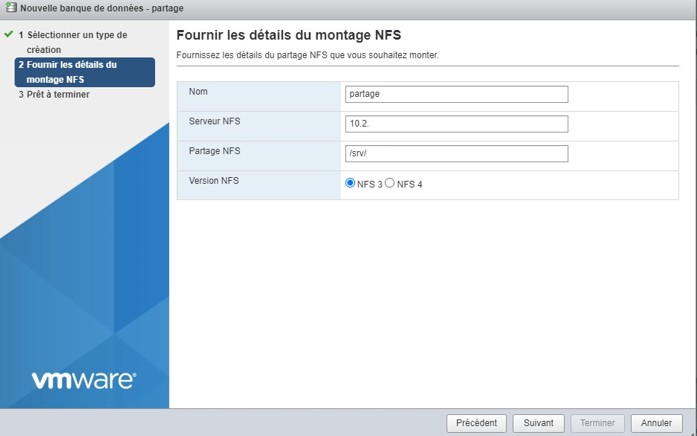 Nouvelle banque de données - partage
1 Sélectionner un type de
création
2 Fournir les détails du
montage NFS
3 Prêt à terminer
Fournir les détails du montage NFS
Fournissez les détails du partage NFS que vous souhaitez monter.
Nom partage
Serveur NFS 10.2.
Partage NFS /srv/
Version NFS NFS 3 NFS 4
vmware®
Précédent Suivant Terminer Annuler